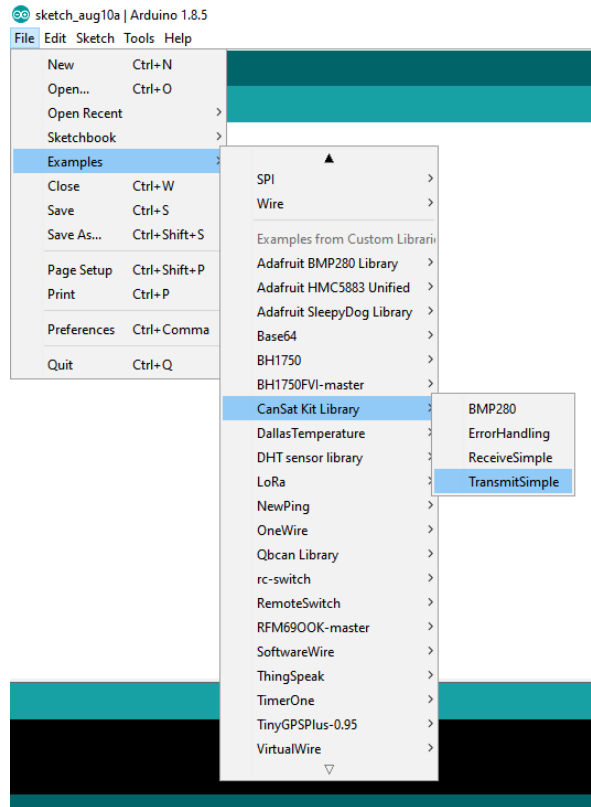 sketch_aug10a | Arduino 1.8.5
File Edit Sketch Tools Help
New Ctrl+N
Open... Ctrl+O
Open Recent
Sketchbook
Examples
Close Ctrl+W
Save Ctrl+S
Save As... Ctrl+Shift+S
Page Setup Ctrl+Shift+P
Print Ctrl+P
Preferences Ctrl+Comma
Quit Ctrl+Q
SPI
Wire
Examples from Custom Librari
Adafruit BMP280 Library
Adafruit HMC5883 Unified
Adafruit SleepyDog Library
Base64
BH1750
BH1750FVI-master
CanSat Kit Library
DallasTemperature
DHT sensor library
LoRa
NewPing
OneWire
Qbcan Library
rc-switch
RemoteSwitch
RFM69OOK-master
SoftwareWire
ThingSpeak
TimerOne
TinyGPSPlus-0.95
VirtualWire
BMP280
ErrorHandling
ReceiveSimple
TransmitSimple